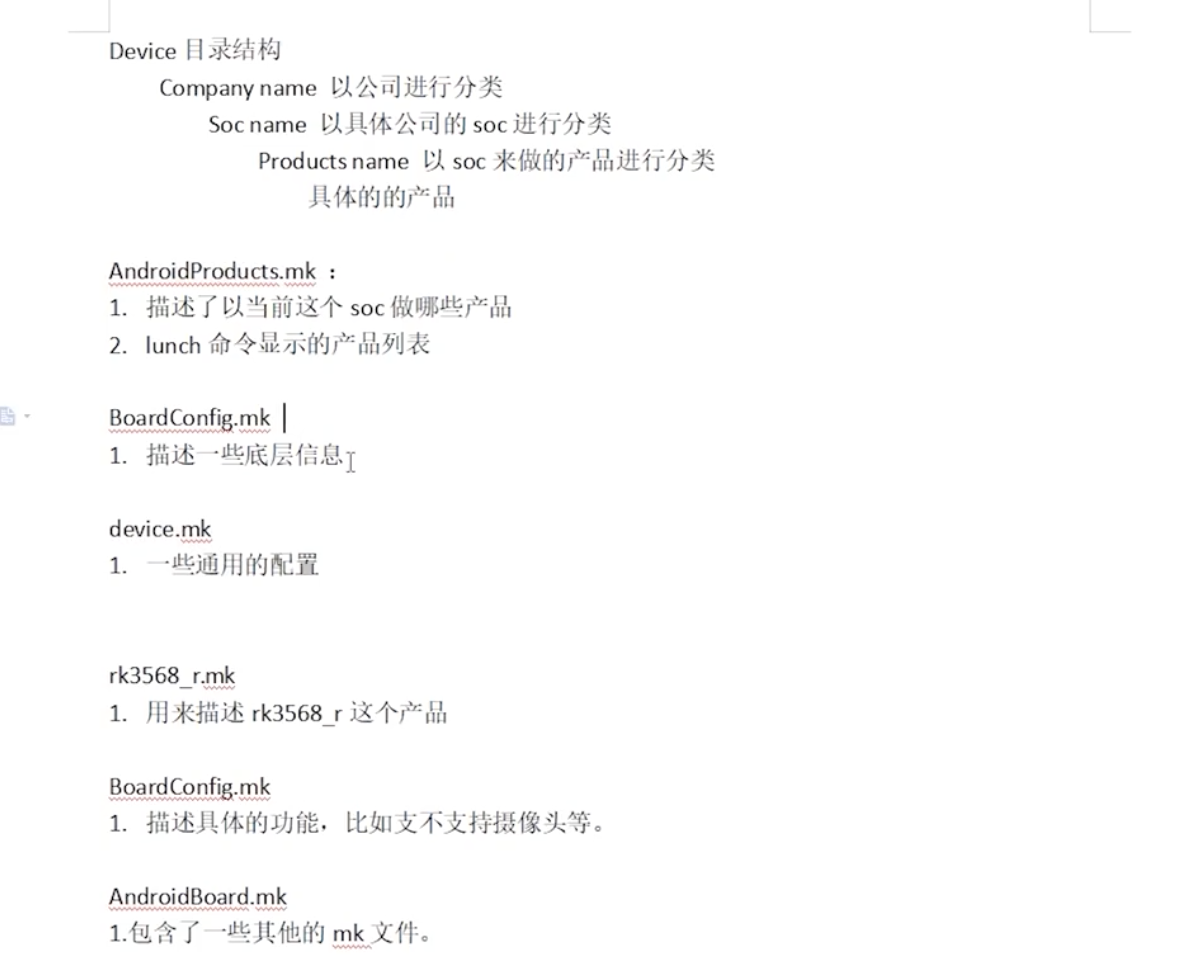 Device 目录结构
Company name 以公司进行分类
Soc name 以具体公司的 soc 进行分类
Products name 以 soc 来做的产品进行分类
具体的的产品
AndroidProducts.mk ：
1. 描述了以当前这个 soc 做哪些产品
2. lunch 命令显示的产品列表
BoardConfig.mk
1. 描述一些底层信息
device.mk
1. 一些通用的配置
rk3568_r.mk
1. 用来描述 rk3568_r 这个产品
BoardConfig.mk
1. 描述具体的功能，比如支不支持摄像头等。
AndroidBoard.mk
1.包含了一些其他的 mk 文件。